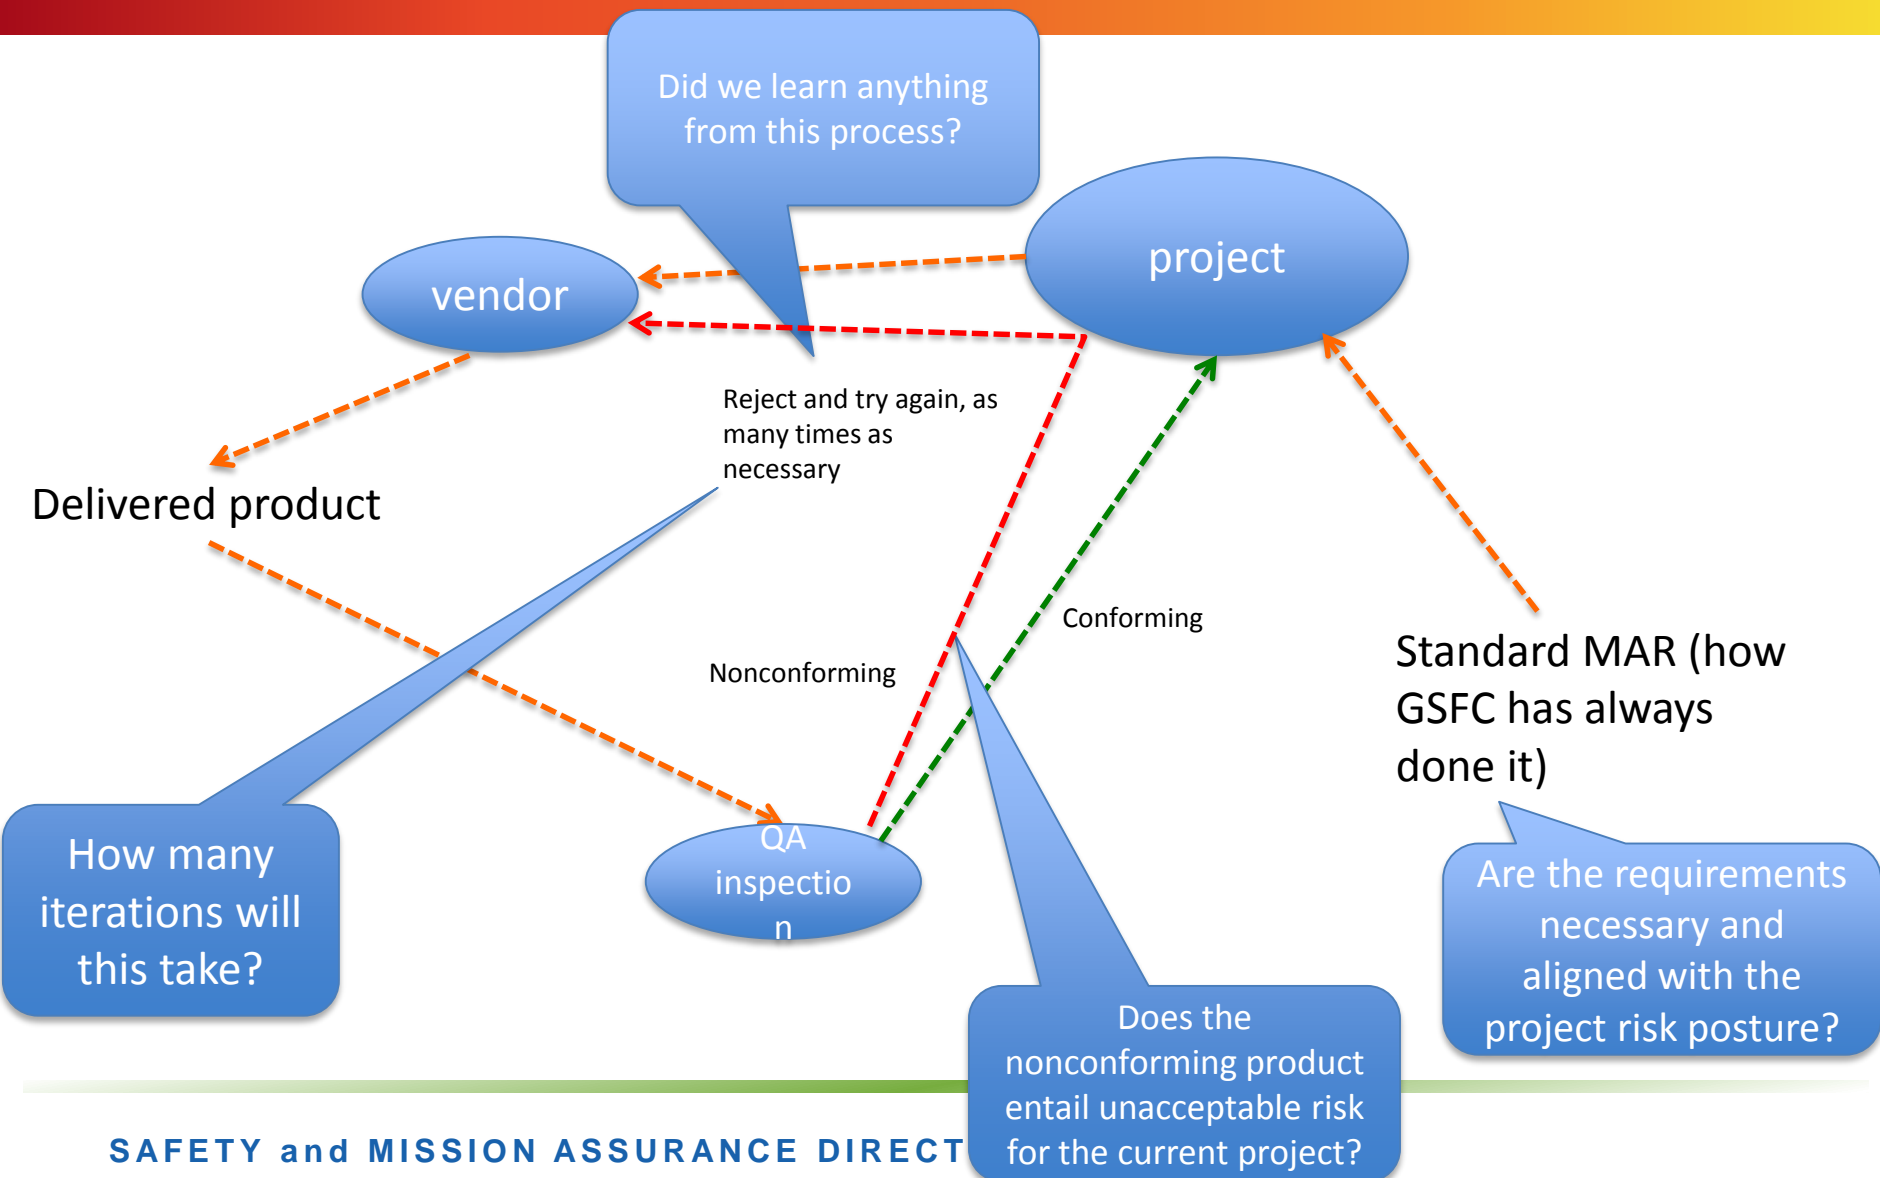 Did we learn anything
from this process?
project
vendor
Reject and try again, as
many times as
necessary
Delivered product
Conforming
Nonconforming
Standard MAR (how
GSFC has always
done it)
QA
inspectio
n
How many
iterations will
this take?
Are the requirements
necessary and
aligned with the
project risk posture?
Does the
nonconforming product
entail unacceptable risk
for the current project?
SAFETY and MISSION ASSURANCE DIRECT